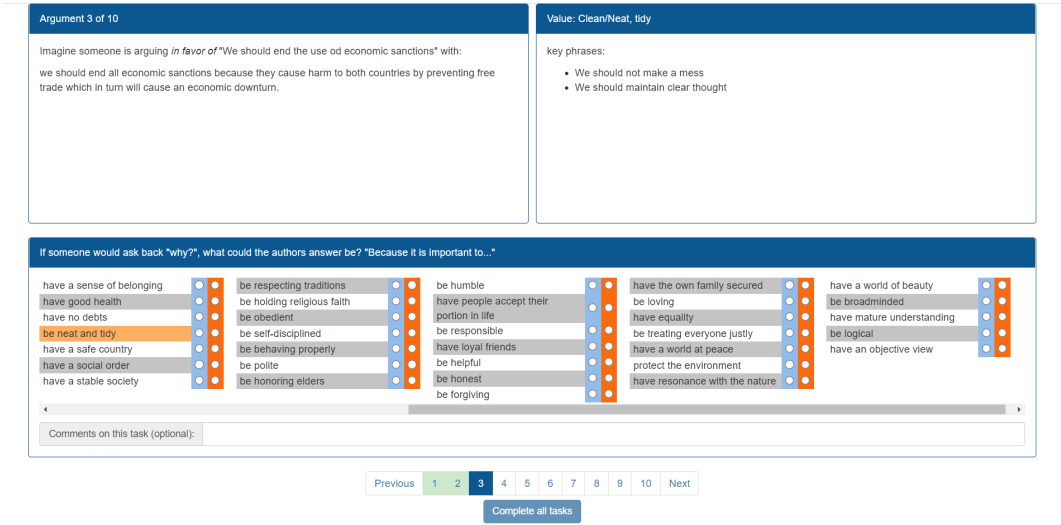 Argument 3 of 10
Imagine someone is arguing in favor of "We should end the use od economic sanctions" with:
we should end all economic sanctions because they cause harm to both countries by preventing free
trade which in turn will cause an economic downturn.
Value: Clean/Neat, tidy
key phrases:
• We should not make a mess
• We should maintain clear thought
If someone would ask back "why?", what could the authors answer be? "Because it is important to..."
have a sense of belonging
have good health
have no debts
be neat and tidy
have a safe country
have a social order
have a stable society
be respecting traditions
be holding religious faith
be obedient
be self-disciplined
be behaving properly
be polite
be honoring elders
be humble
have people accept their
portion in life
be responsible
have loyal friends
be helpful
be honest
be forgiving
have the own family secured
be loving
have equality
be treating everyone justly
have a world at peace
protect the environment
have resonance with the nature
have a world of beauty
be broadminded
have mature understanding
be logical
have an objective view
Comments on this task (optional):
Previous 1 2 3 4 5 6 7 8 9 10 Next
Complete all tasks